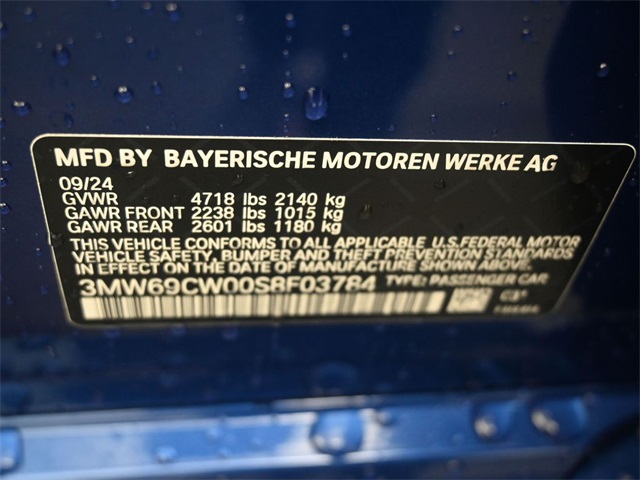 MFD BY BAYERISCHE MOTOREN WERKE AG
09/24
GVWR 4718 lbs 2140 kg
GAWR FRONT 2238 lbs 1015 kg
GAWR REAR 2601 lbs 1180 kg
THIS VEHICLE CONFORMS TO ALL APPLICABLE U.S.FEDERAL MOTOR
VEHICLE SAFETY, BUMPER AND THEFT PREVENTION STANDARDS
IN EFFECT ON THE DATE OF MANUFACTURE SHOWN ABOVE.
3MW69CW00S8F03784 TYPE: PASSENGER CAR